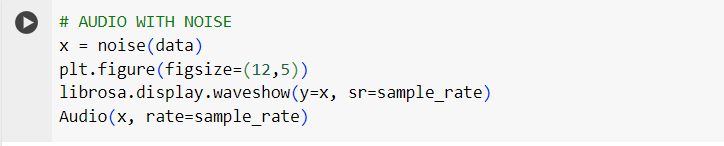 # AUDIO WITH NOISE
x = noise(data)
plt.figure(figsize=(12,5))
librosa.display.waveshow(y=x, sr=sample_rate)
Audio(x, rate=sample_rate)